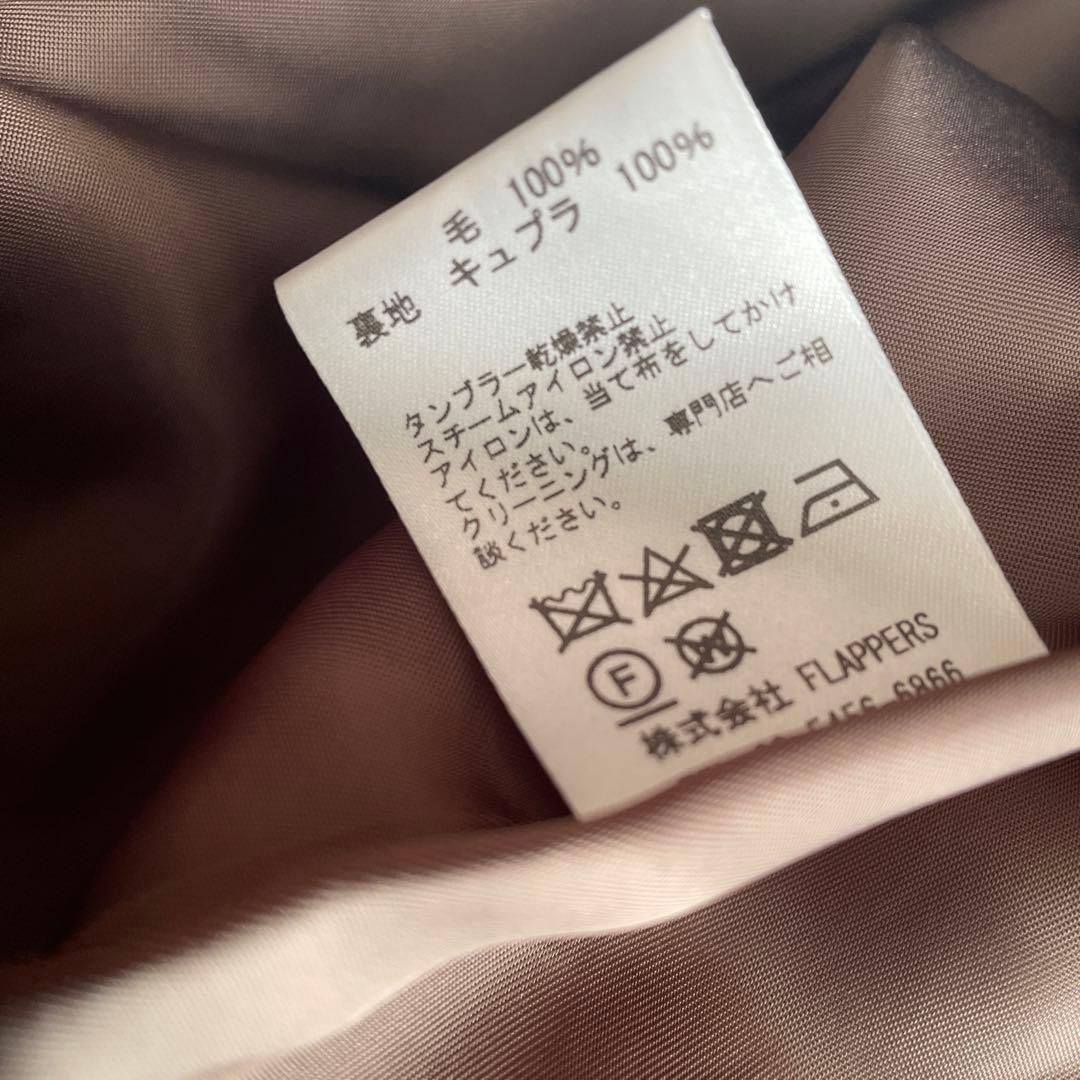 毛 100%
裏地 キュプラ 100%
タンブラー乾燥禁止
スチームアイロン禁止
アイロンは、当て布をしてかけ
てください。
クリーニングは、専門店へご相
談ください。
F W
株式会社 FLAPPERS
5456-6866